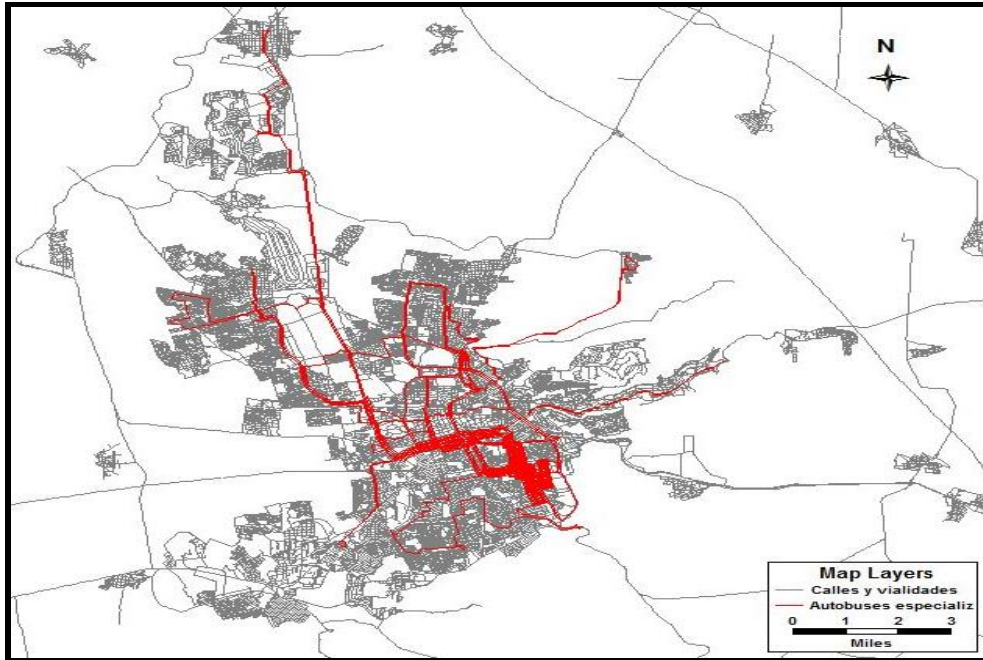 N
Map Layers
Calles y vialidades
Autobuses especializ
0 1 2 3
Miles